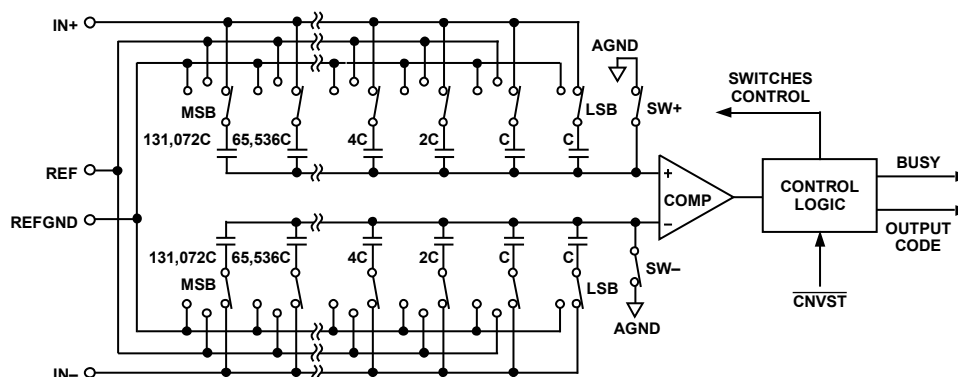 IN+
AGND
SWITCHES
CONTROL
MSB
LSB
SW+
131,072C
65,536C
4C
2C
C
C
REF
BUSY
+
COMP
CONTROL
LOGIC
REFGND
–
OUTPUT
CODE
131,072C
65,536C
4C
2C
C
C
MSB
LSB
SW–
CNVST
AGND
IN–